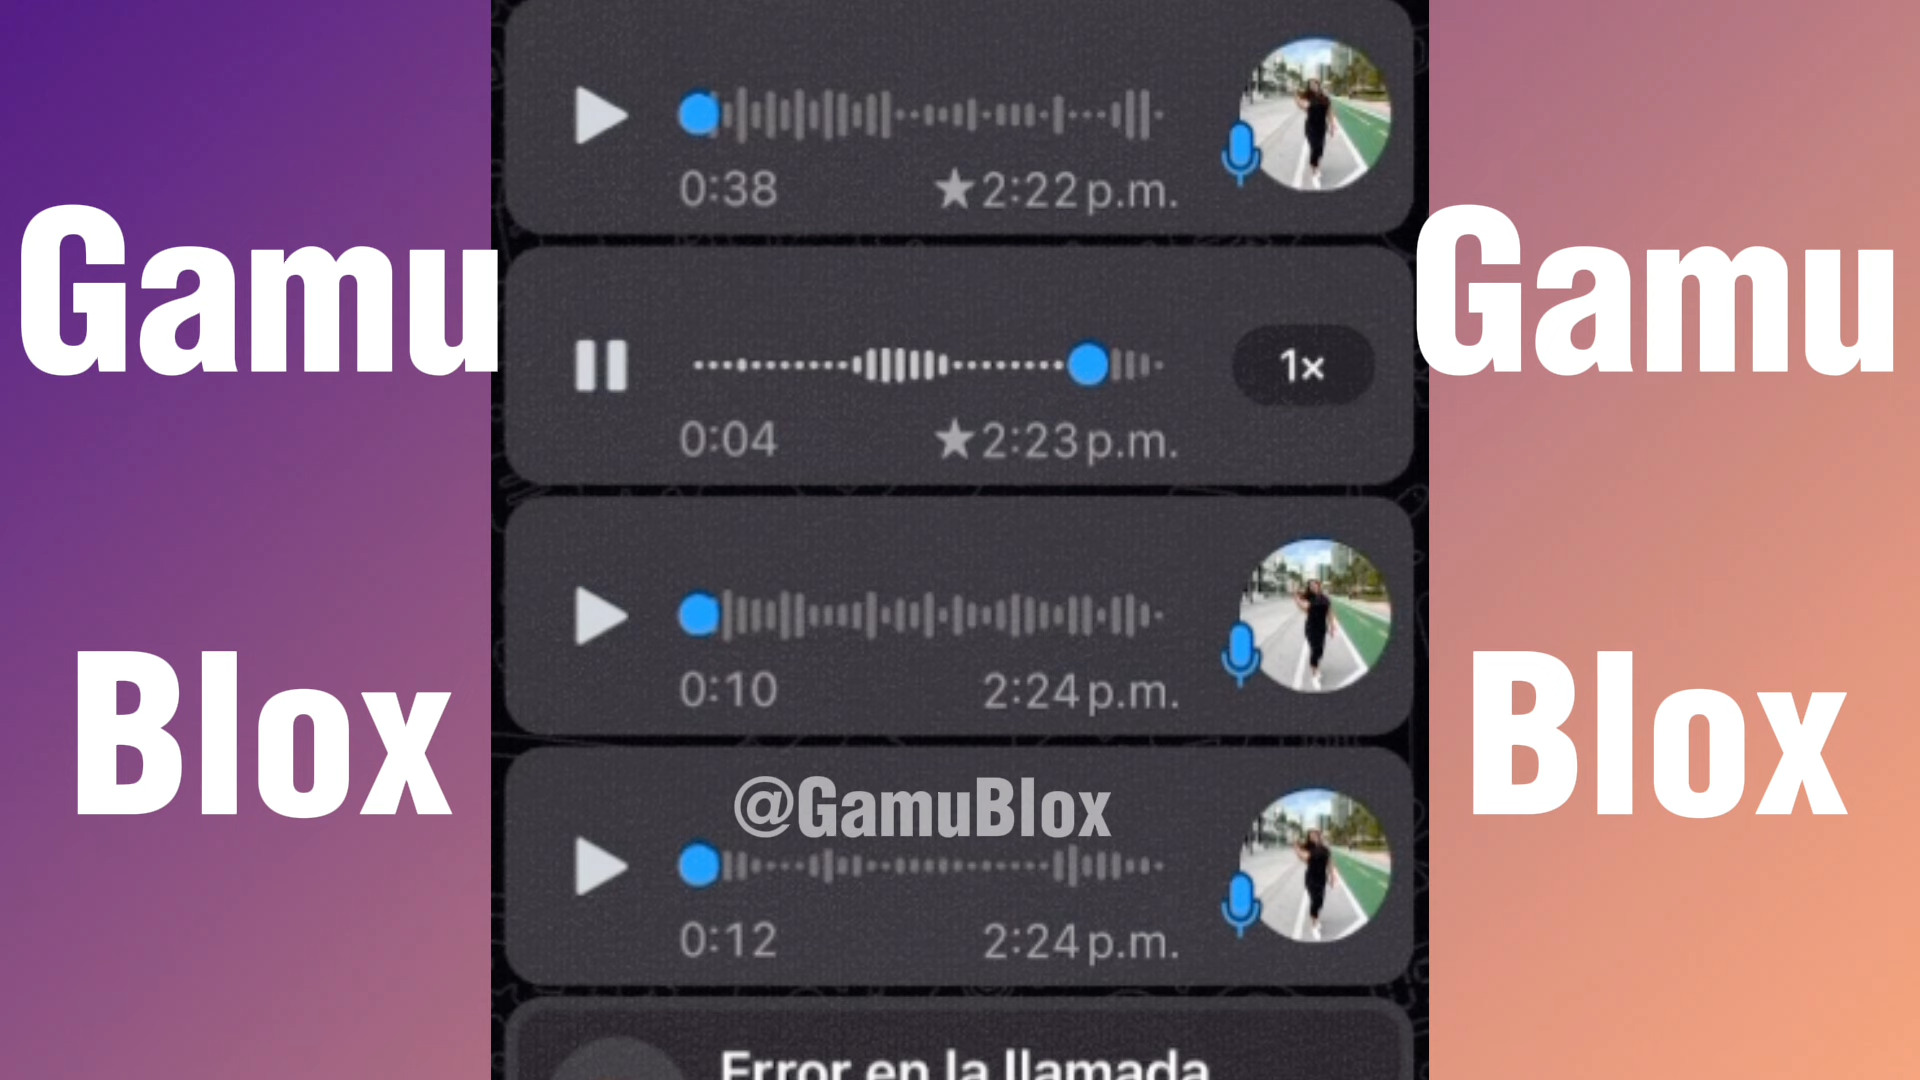 Gamu
Blox
0:38 ★2:22 p.m.
1x
0:04 ★2:23 p.m.
0:10 2:24 p.m.
@GamuBlox
0:12 2:24 p.m.
Error en la llamada
Gamu
Blox